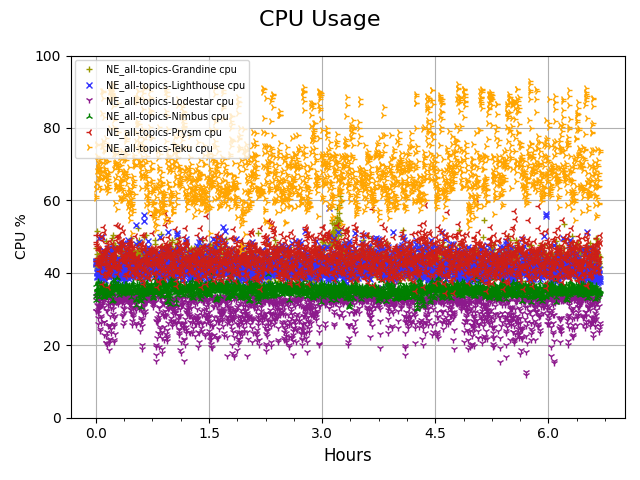 CPU Usage
NE_all-topics-Grandine cpu
NE_all-topics-Lighthouse cpu
NE_all-topics-Lodestar cpu
NE_all-topics-Nimbus cpu
NE_all-topics-Prysm cpu
NE_all-topics-Teku cpu
CPU %
100
80
60
40
20
0
0.0 1.5 3.0 4.5 6.0
Hours